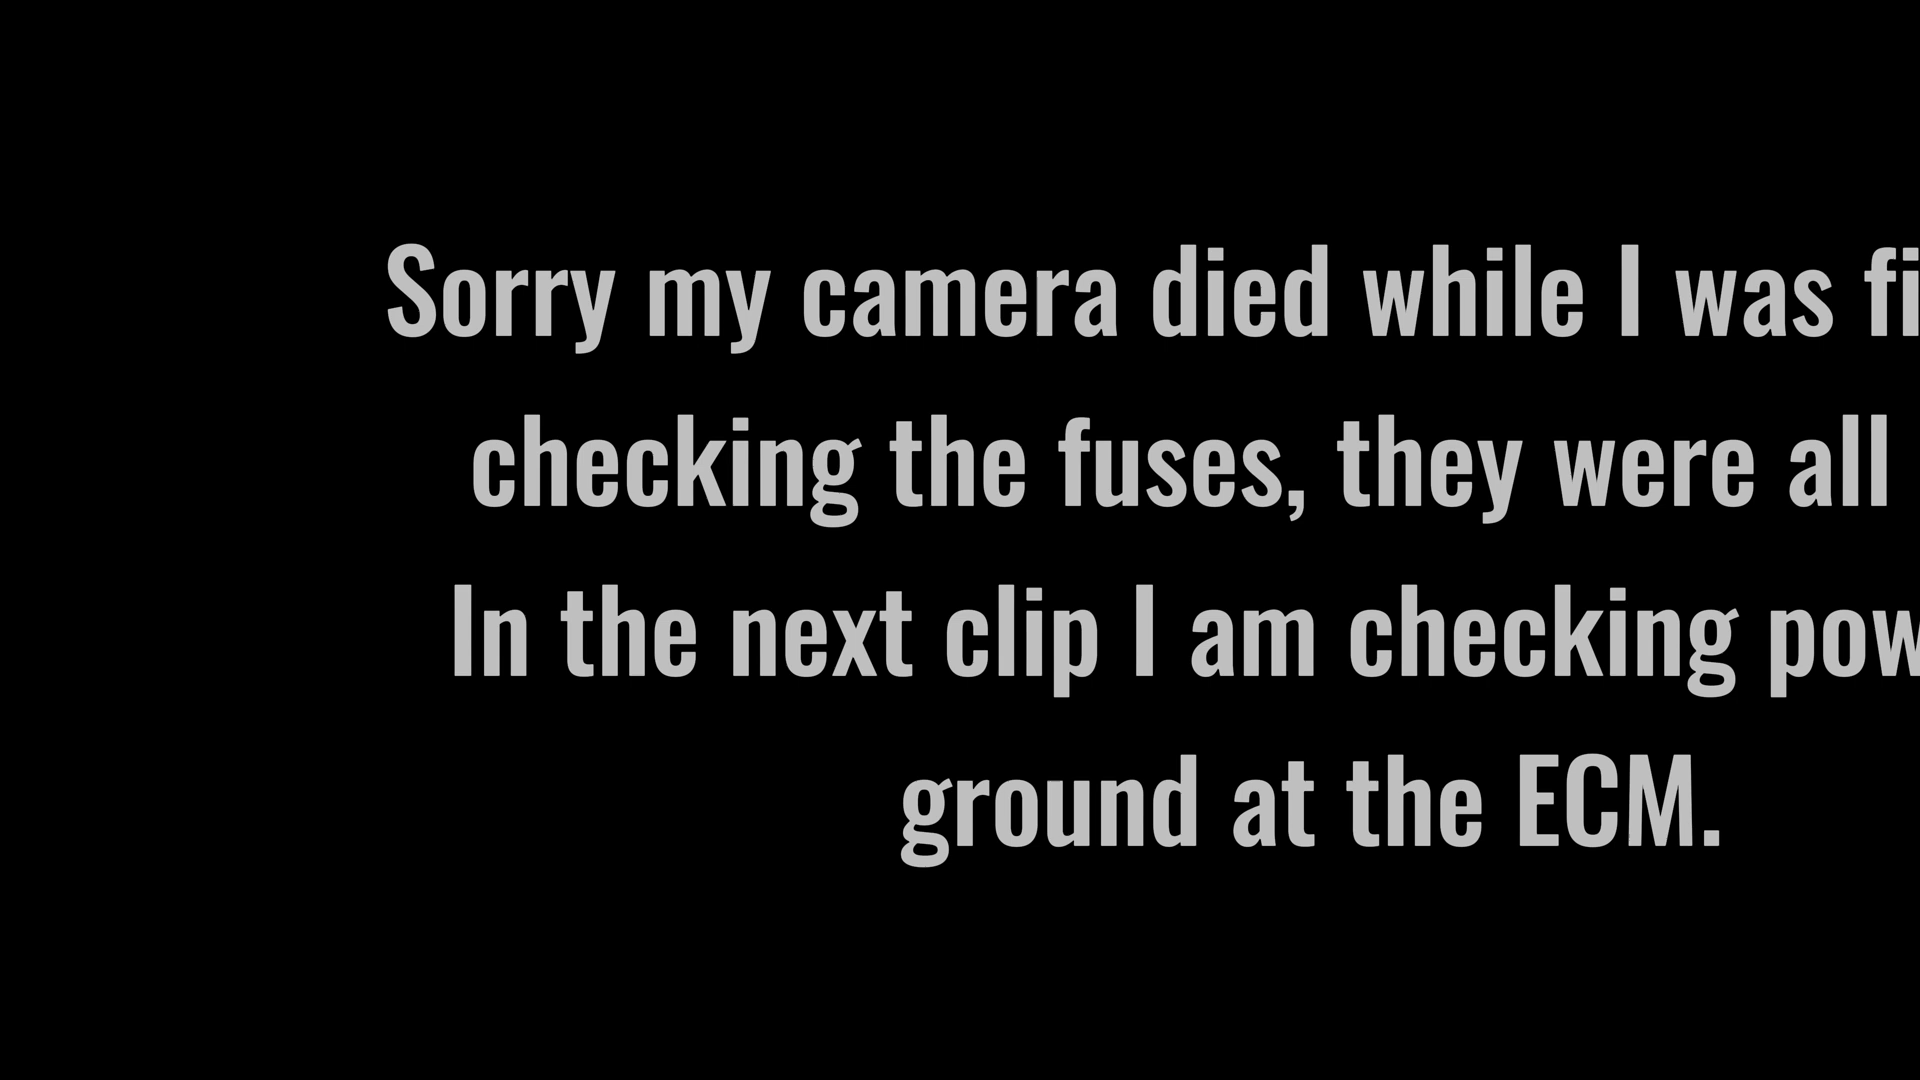 Sorry my camera died while I was
checking the fuses, they were all
In the next clip I am checking
ground at the ECM.